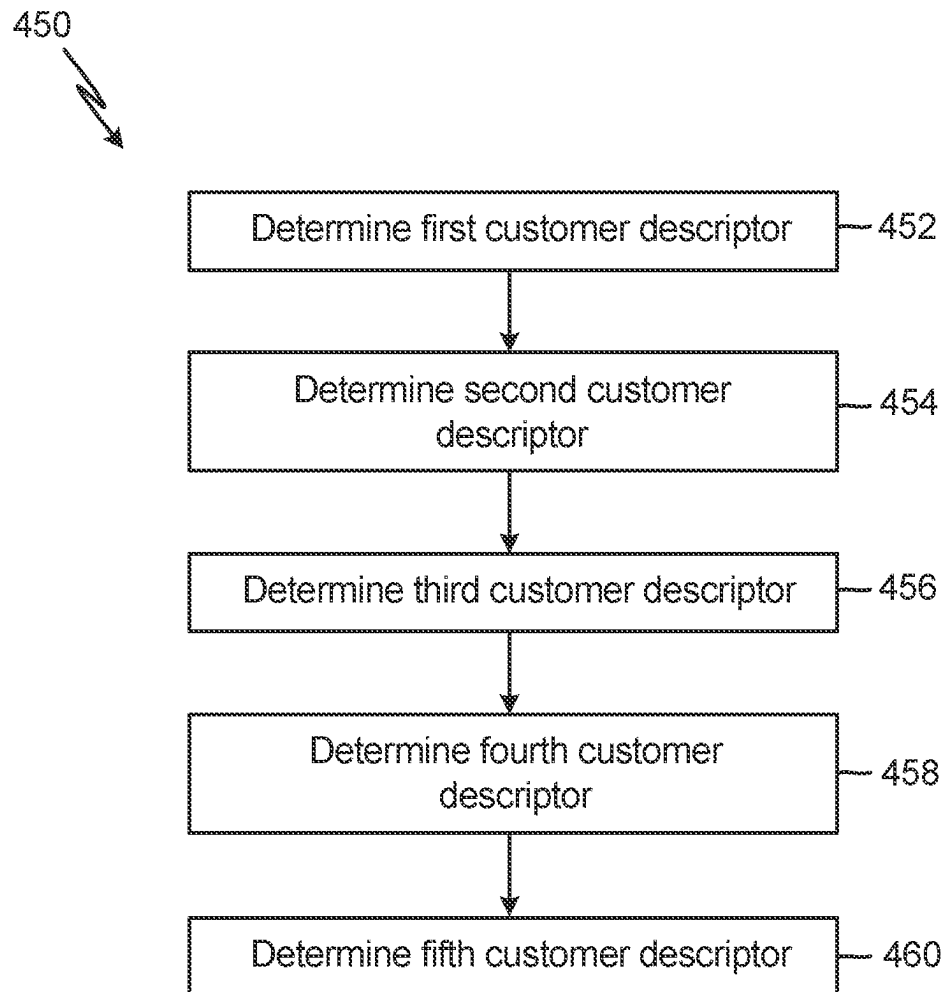 450
Determine first customer descriptor
452
Determine second customer
descriptor
454
Determine third customer descriptor
456
Determine fourth customer
descriptor
458
Determine fifth customer descriptor
460